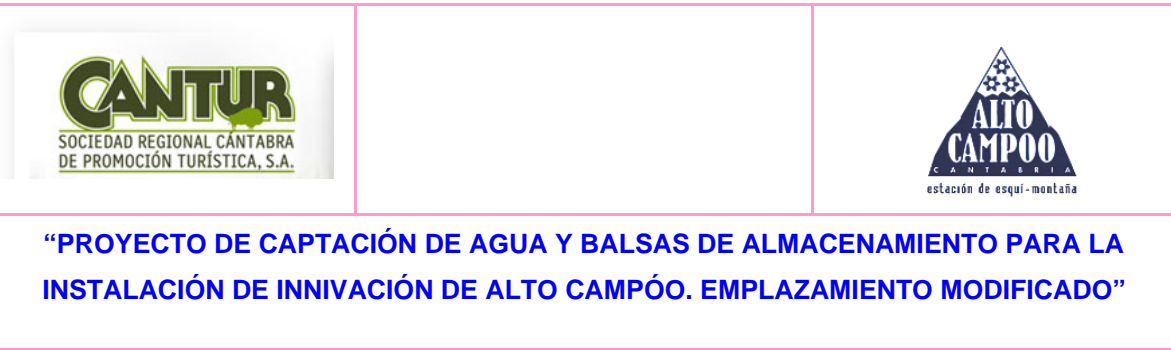 CANTUR
SOCIEDAD REGIONAL CÁNTABRA
DE PROMOCIÓN TURÍSTICA, S.A.
ALTO
CAMPOO
CANTABRIA
estación de esquí-montaña
“PROYECTO DE CAPTACIÓN DE AGUA Y BALSAS DE ALMACENAMIENTO PARA LA
INSTALACIÓN DE INNIVACIÓN DE ALTO CAMPÓO. EMPLAZAMIENTO MODIFICADO”